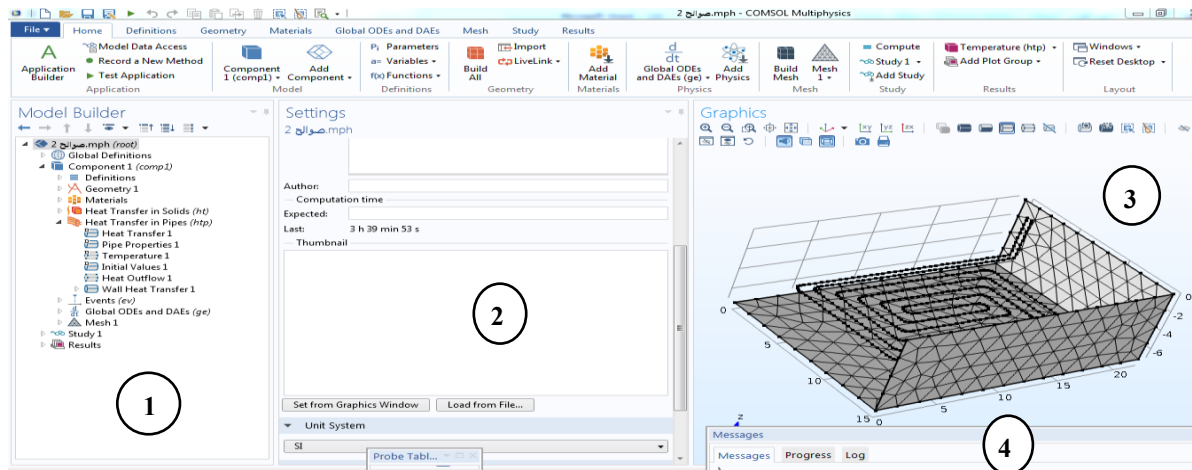 صوالح 2.mph - COMSOL Multiphysics
File Home Definitions Geometry Materials Global ODEs and DAEs Mesh Study Results
Application Builder
Model Data Access
Record a New Method
Test Application
Application
Component 1 (comp1)
Add Component
Model
Pi Parameters
a= Variables
f(x) Functions
Definitions
Build All
Import
LiveLink
Geometry
Add Material
Materials
d
dt
Global ODEs and DAEs (ge)
Add Physics
Physics
Build Mesh
Mesh 1
Mesh
Compute
Study 1
Add Study
Study
Temperature (htp)
Add Plot Group
Results
Windows
Reset Desktop
Layout
Model Builder
صوالح 2.mph (root)
Global Definitions
Component 1 (comp1)
Definitions
Geometry 1
Materials
Heat Transfer in Solids (ht)
Heat Transfer in Pipes (htp)
Heat Transfer 1
Pipe Properties 1
Temperature 1
Initial Values 1
Heat Outflow 1
Wall Heat Transfer 1
Events (ev)
Global ODEs and DAEs (ge)
Mesh 1
Study 1
Results
1
Settings
صوالح 2.mph
Author:
Computation time
Expected:
Last: 3 h 39 min 53 s
Thumbnail
2
Set from Graphics Window Load from File...
Unit System
SI
Probe Tabl...
Graphics
xy yz zx
3
0
5
10
15
0
5
10
15
20
0
-2
-4
-6
z
4
Messages
Messages Progress Log